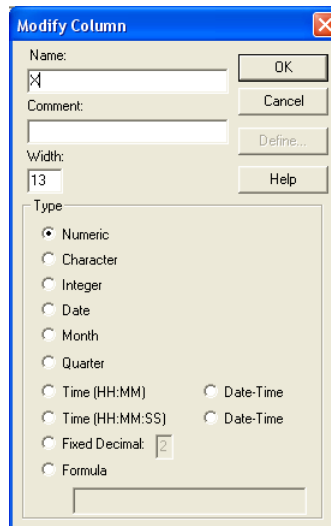 Modify Column
Name:
X
OK
Comment:
Cancel
Define...
Width:
13
Help
Type
Numeric
Character
Integer
Date
Month
Quarter
Time (HH:MM) Date-Time
Time (HH:MM:SS) Date-Time
Fixed Decimal: 2
Formula